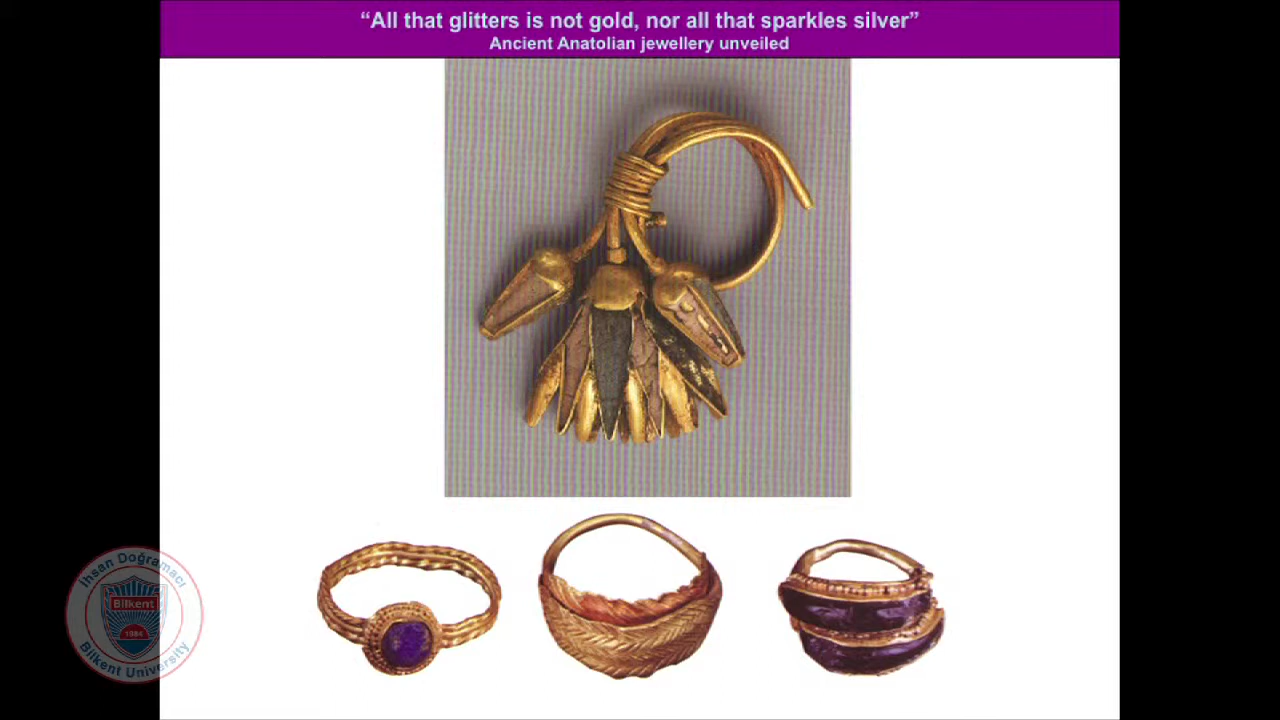 “All that glitters is not gold, nor all that sparkles silver”
Ancient Anatolian jewellery unveiled
İhsan Doğramacı
Bilkent
1984
Bilkent University